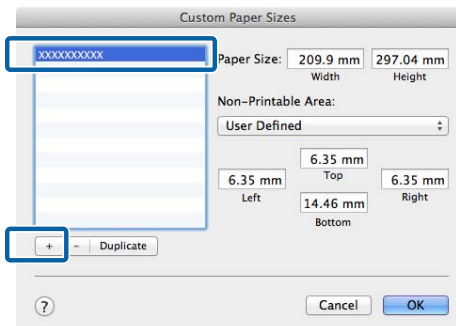 Custom Paper Sizes
XXXXXXXXXX
Paper Size: 209.9 mm 297.04 mm
Width Height
Non-Printable Area:
User Defined
6.35 mm
Top
6.35 mm 6.35 mm
Left Right
14.46 mm
Bottom
+ - Duplicate
? Cancel OK